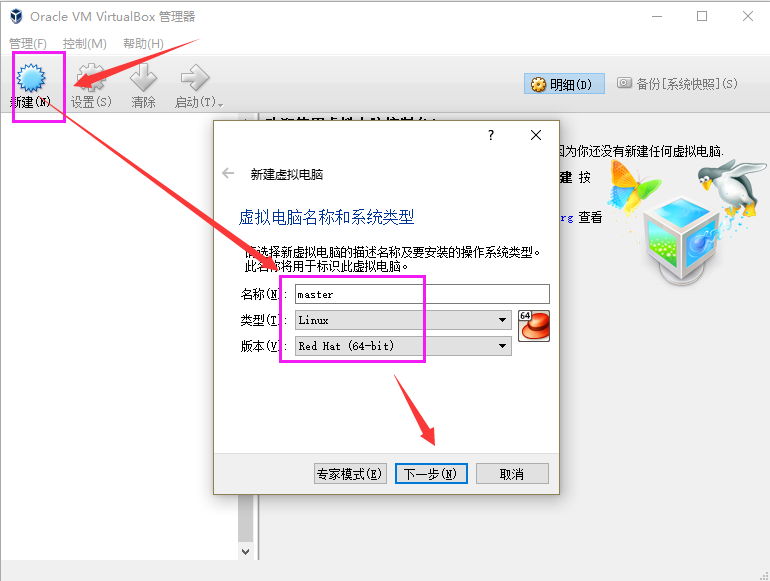 Oracle VM VirtualBox 管理器
管理(F) 控制(M) 帮助(H)
新建(N) 设置(S) 清除 启动(T)
明细(D) 备份[系统快照](S)
因为你还没有新建任何虚拟电脑.
建 按
rg 查看
?
新建虚拟电脑
虚拟电脑名称和系统类型
请选择新虚拟电脑的描述名称及要安装的操作系统类型。
此名称将用于标识此虚拟电脑。
名称(N): master
类型(T): Linux
64
版本(V): Red Hat (64-bit)
专家模式(E) 下一步(N) 取消